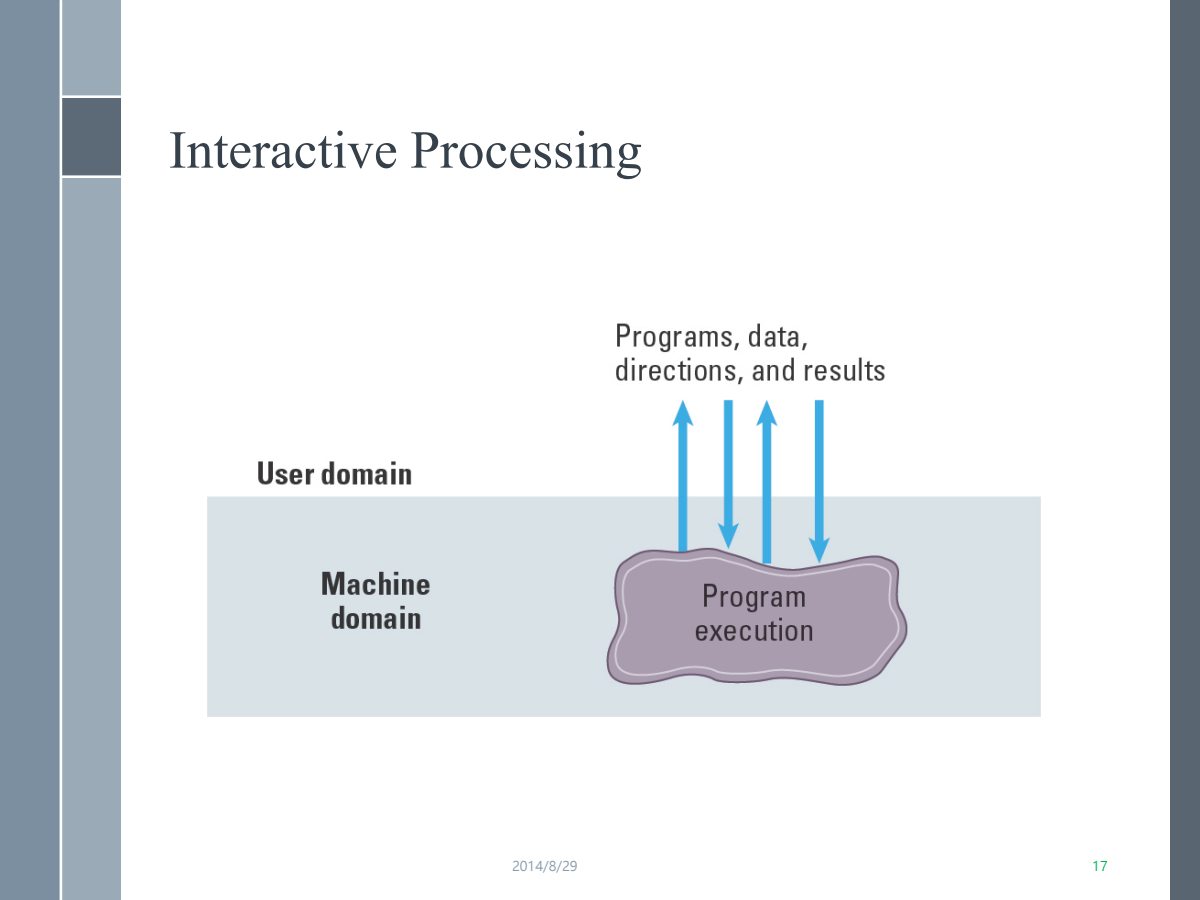 Interactive Processing
Programs, data,
directions, and results
User domain
Machine
domain
Program
execution
2014/8/29
17